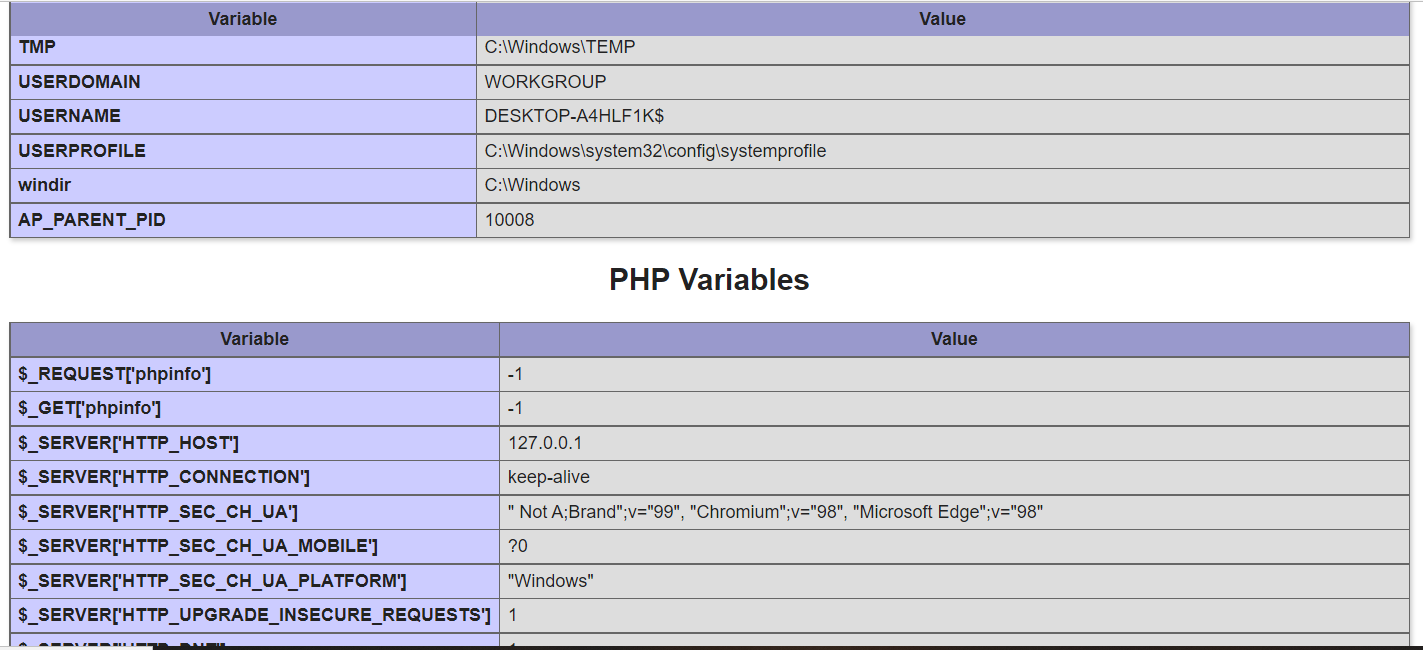 Variable Value
TMP C:\Windows\TEMP
USERDOMAIN WORKGROUP
USERNAME DESKTOP-A4HLF1K$
USERPROFILE C:\Windows\system32\config\systemprofile
windir C:\Windows
AP_PARENT_PID 10008
PHP Variables
Variable Value
$_REQUEST['phpinfo'] -1
$_GET['phpinfo'] -1
$_SERVER['HTTP_HOST'] 127.0.0.1
$_SERVER['HTTP_CONNECTION'] keep-alive
$_SERVER['HTTP_SEC_CH_UA'] " Not A;Brand";v="99", "Chromium";v="98", "Microsoft Edge";v="98"
$_SERVER['HTTP_SEC_CH_UA_MOBILE'] ?0
$_SERVER['HTTP_SEC_CH_UA_PLATFORM'] "Windows"
$_SERVER['HTTP_UPGRADE_INSECURE_REQUESTS'] 1